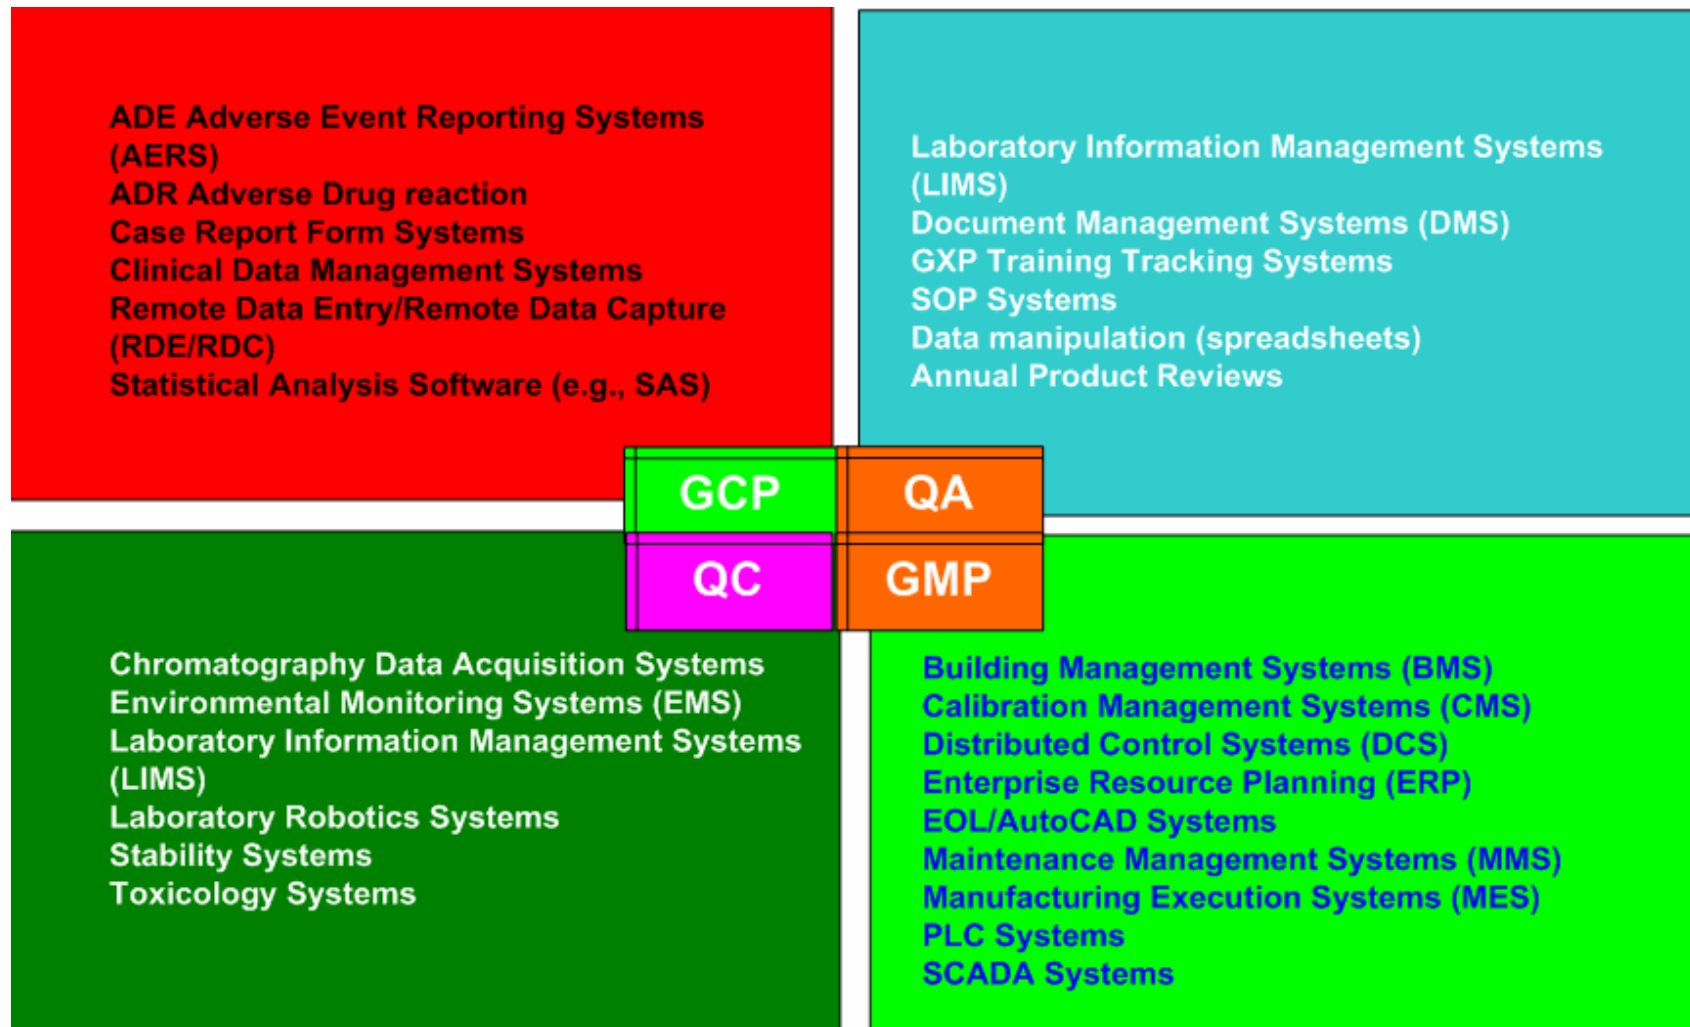 ADE Adverse Event Reporting Systems
(AERS)
ADR Adverse Drug reaction
Case Report Form Systems
Clinical Data Management Systems
Remote Data Entry/Remote Data Capture
(RDE/RDC)
Statistical Analysis Software (e.g., SAS)
Laboratory Information Management Systems
(LIMS)
Document Management Systems (DMS)
GXP Training Tracking Systems
SOP Systems
Data manipulation (spreadsheets)
Annual Product Reviews
GCP
QA
QC
GMP
Chromatography Data Acquisition Systems
Environmental Monitoring Systems (EMS)
Laboratory Information Management Systems
(LIMS)
Laboratory Robotics Systems
Stability Systems
Toxicology Systems
Building Management Systems (BMS)
Calibration Management Systems (CMS)
Distributed Control Systems (DCS)
Enterprise Resource Planning (ERP)
EOL/AutoCAD Systems
Maintenance Management Systems (MMS)
Manufacturing Execution Systems (MES)
PLC Systems
SCADA Systems